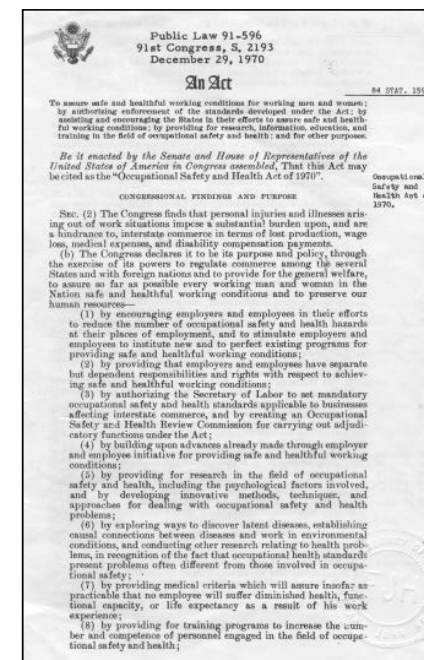 Public Law 91-596
91st Congress, S. 2193
December 29, 1970
An Act
84 STAT. 159
To assure safe and healthful working conditions for working men and women;
by authorizing enforcement of the standards developed under the Act; by
assisting and encouraging the States in their efforts to assure safe and health-
ful working conditions; by providing for research, information, education, and
training in the field of occupational safety and health; and for other purposes.
Be it enacted by the Senate and House of Representatives of the
United States of America in Congress assembled, That this Act may
be cited as the "Occupational Safety and Health Act of 1970".
Occupational
Safety and
Health Act
1970.
CONGRESSIONAL FINDINGS AND PURPOSE
SEC. (2) The Congress finds that personal injuries and illnesses aris-
ing out of work situations impose a substantial burden upon, and are
a hindrance to, interstate commerce in terms of lost production, wage
loss, medical expenses, and disability compensation payments.
(b) The Congress declares it to be its purpose and policy, through
the exercise of its powers to regulate commerce among the several
States and with foreign nations and to provide for the general welfare,
to assure so far as possible every working man and woman in the
Nation safe and healthful working conditions and to preserve our
human resources—
(1) by encouraging employers and employees in their efforts
to reduce the number of occupational safety and health hazards
at their places of employment, and to stimulate employers and
employees to institute new and to perfect existing programs for
providing safe and healthful working conditions;
(2) by providing that employers and employees have separate
but dependent responsibilities and rights with respect to achiev-
ing safe and healthful working conditions;
(3) by authorizing the Secretary of Labor to set mandatory
occupational safety and health standards applicable to businesses
affecting interstate commerce, and by creating an Occupational
Safety and Health Review Commission for carrying out adjudi-
catory functions under the Act;
(4) by building upon advances already made through employer
and employee initiative for providing safe and healthful working
conditions;
(5) by providing for research in the field of occupational
safety and health, including the psychological factors involved,
and by developing innovative methods, techniques, and
approaches for dealing with occupational safety and health
problems;
(6) by exploring ways to discover latent diseases, establishing
causal connections between diseases and work in environmental
conditions, and conducting other research relating to health prob-
lems, in recognition of the fact that occupational health standards
present problems often different from those involved in occupa-
tional safety;
(7) by providing medical criteria which will assure insofar as
practicable that no employee will suffer diminished health, func-
tional capacity, or life expectancy as a result of his work
experience;
(8) by providing for training programs to increase the num-
ber and competence of personnel engaged in the field of occupa-
tional safety and health;